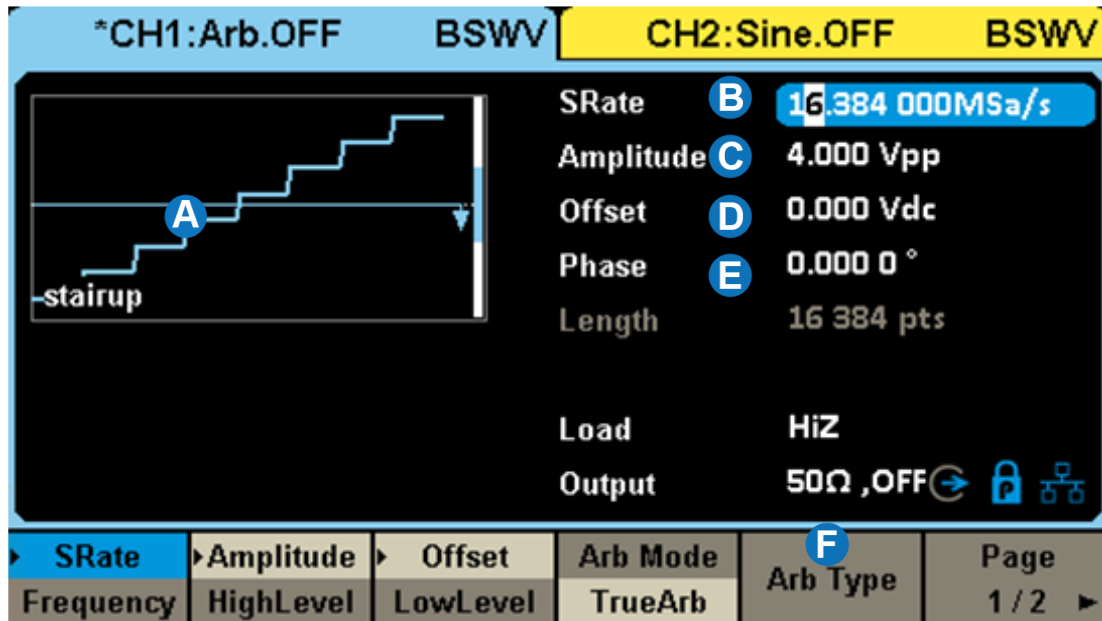 *CH1:Arb.OFF BSWV
CH2:Sine.OFF BSWV
A
stairup
SRate B 16.384 000MSa/s
Amplitude C 4.000 Vpp
Offset D 0.000 Vdc
Phase E 0.000 0 °
Length 16 384 pts
Load HiZ
Output 50Ω ,OFF P
F
SRate Amplitude Offset Arb Mode Arb Type Page
Frequency HighLevel LowLevel TrueArb 1 / 2